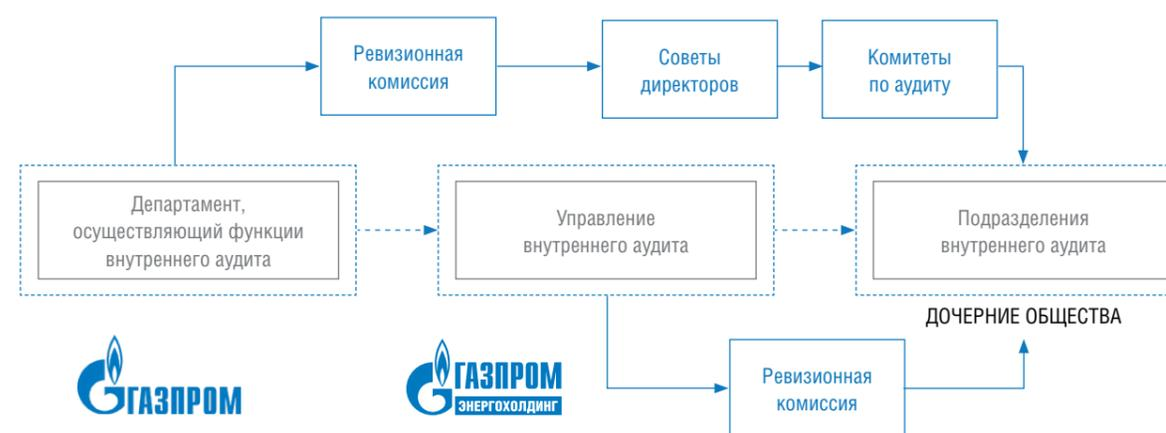 Ревизионная
комиссия
Советы
директоров
Комитеты
по аудиту
Департамент,
осуществляющий функции
внутреннего аудита
Управление
внутреннего аудита
Подразделения
внутреннего аудита
ДОЧЕРНИЕ ОБЩЕСТВА
ГАЗПРОМ
ГАЗПРОМ
ЭНЕРГОХОЛДИНГ
Ревизионная
комиссия